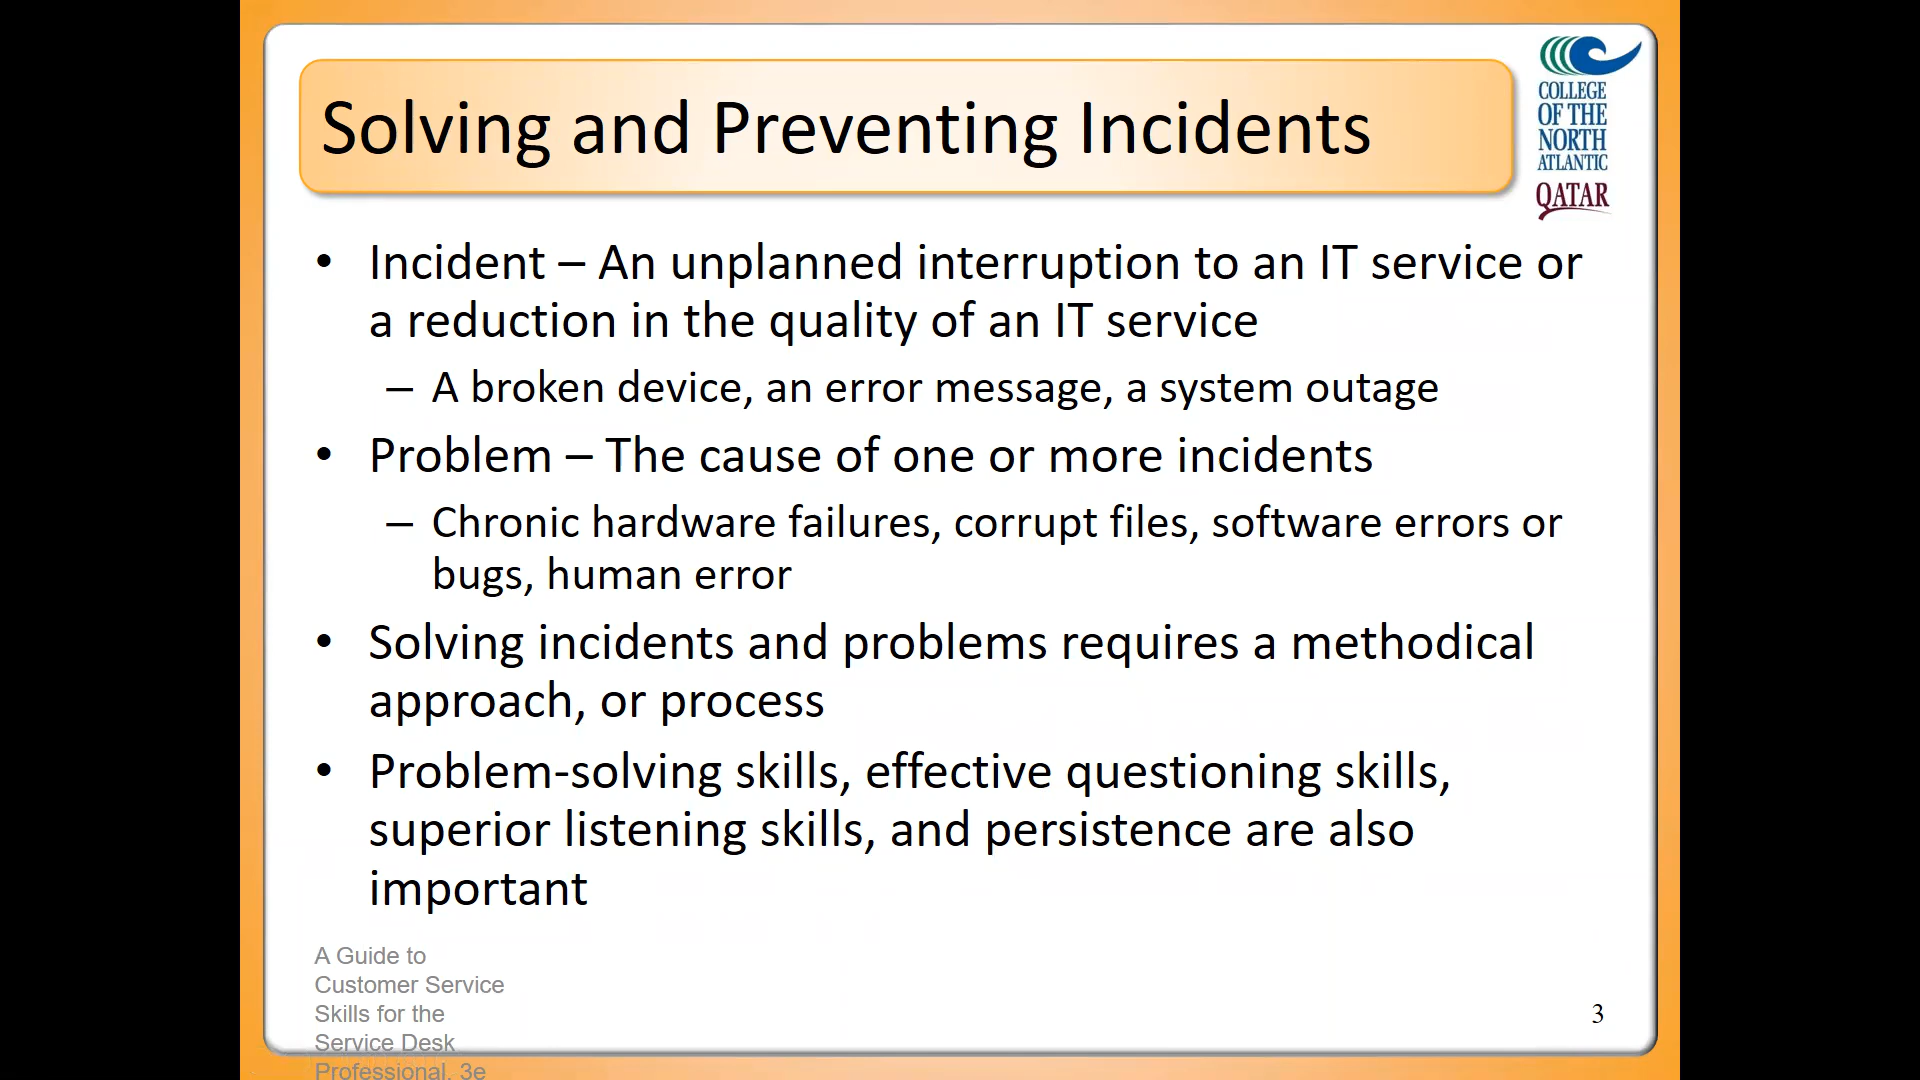 Solving and Preventing Incidents
COLLEGE
OF THE
NORTH
ATLANTIC
QATAR
• Incident – An unplanned interruption to an IT service or
a reduction in the quality of an IT service
– A broken device, an error message, a system outage
• Problem – The cause of one or more incidents
– Chronic hardware failures, corrupt files, software errors or
bugs, human error
• Solving incidents and problems requires a methodical
approach, or process
• Problem-solving skills, effective questioning skills,
superior listening skills, and persistence are also
important
A Guide to
Customer Service
Skills for the
Service Desk
Professional, 3e
3